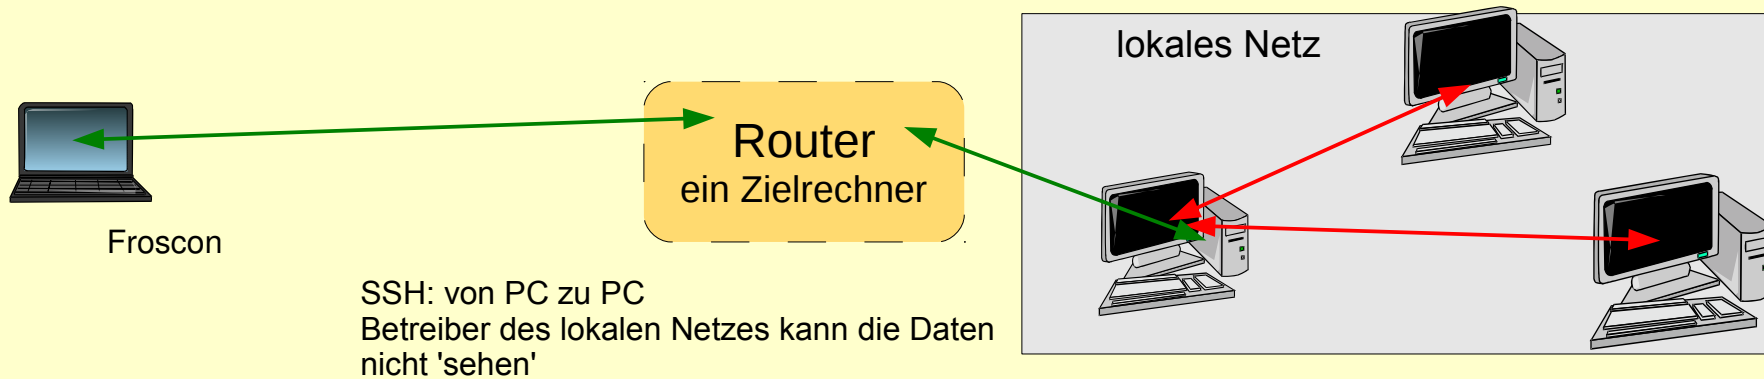 lokales Netz
Router
ein Zielrechner
Froscon
SSH: von PC zu PC
Betreiber des lokalen Netzes kann die Daten
nicht 'sehen'